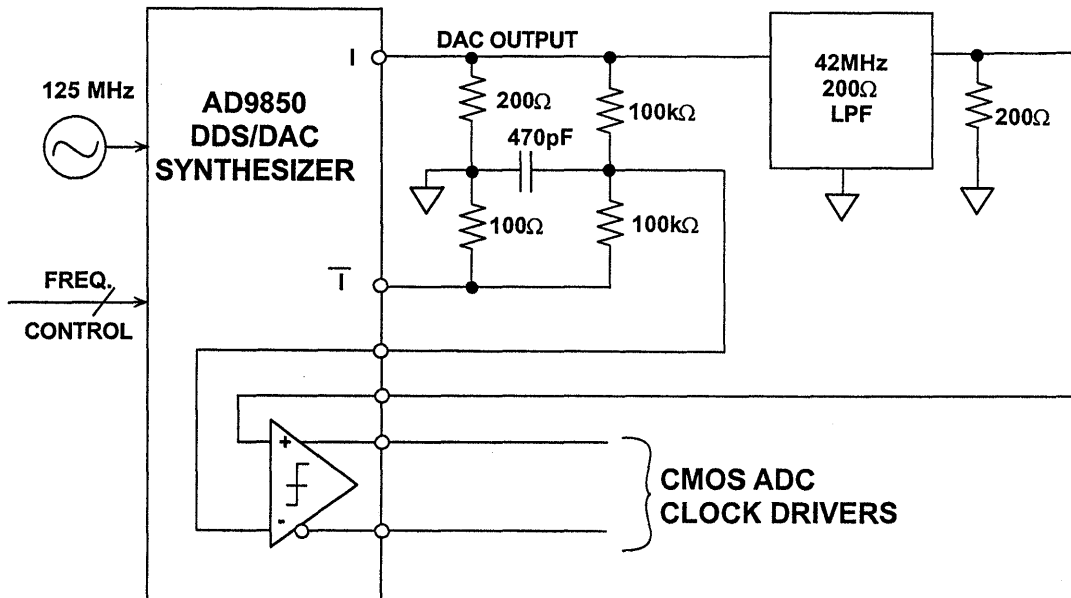 DAC OUTPUT
I
125 MHz
AD9850
DDS/DAC
SYNTHESIZER
200Ω
100kΩ
470pF
42MHz
200Ω
LPF
200Ω
100Ω
100kΩ
I
FREQ.
CONTROL
+
-
CMOS ADC
CLOCK DRIVERS